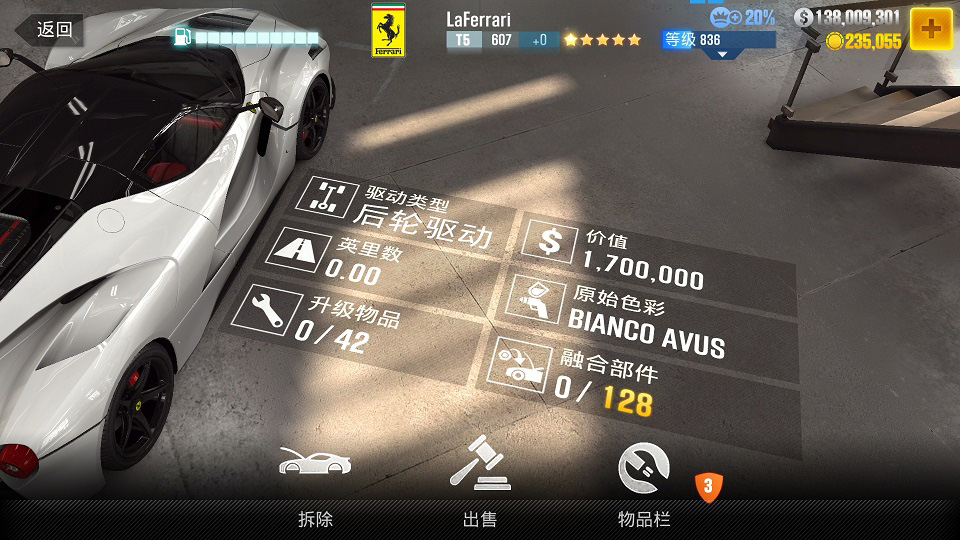 返回
Ferrari
LaFerrari
T5 607 +0
等级 836
20%
138,009,301
235,055
驱动类型
后轮驱动
英里数
0.00
升级物品
0/42
价值
1,700,000
原始色彩
BIANCO AVUS
融合部件
0/128
拆除
出售
物品栏
3